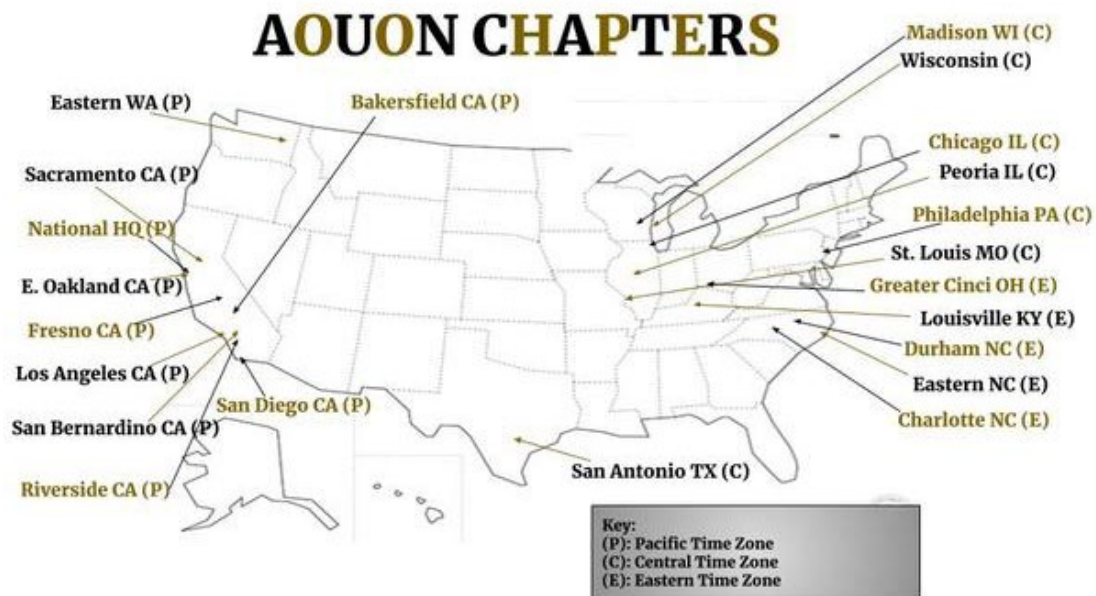 AOUON CHAPTERS
Madison WI (C)
Wisconsin (C)
Eastern WA (P)
Bakersfield CA (P)
Chicago IL (C)
Peoria IL (C)
Sacramento CA (P)
National HQ (P)
Philadelphia PA (C)
St. Louis MO (C)
E. Oakland CA (P)
Greater Cinci OH (E)
Louisville KY (E)
Fresno CA (P)
Durham NC (E)
Los Angeles CA (P)
Eastern NC (E)
San Diego CA (P)
Charlotte NC (E)
San Bernardino CA (P)
San Antonio TX (C)
Riverside CA (P)
Key:
(P): Pacific Time Zone
(C): Central Time Zone
(E): Eastern Time Zone